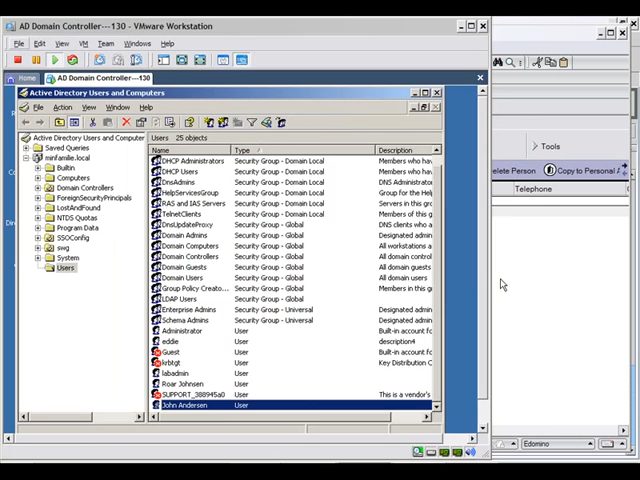 AD Domain Controller---130 - VMware Workstation
File Edit View VM Team Windows Help
Home AD Domain Controller---130
Active Directory Users and Computers
File Action View Window Help
Active Directory Users and Computer
Saved Queries
minfamilie.local
Builtin
Computers
Domain Controllers
ForeignSecurityPrincipals
LostAndFound
NTDS Quotas
Program Data
SSOConfig
swg
System
Users
Users 25 objects
Name Type Description
DHCP Administrators Security Group - Domain Local Members who hav
DHCP Users Security Group - Domain Local Members who hav
DnsAdmins Security Group - Domain Local DNS Administrators
HelpServicesGroup Security Group - Domain Local Group for the Help
RAS and IAS Servers Security Group - Domain Local Servers in this gro
TelnetClients Security Group - Domain Local Members of this g
DnsUpdateProxy Security Group - Global DNS clients who a
Domain Admins Security Group - Global Designated admini
Domain Computers Security Group - Global All workstations a
Domain Controllers Security Group - Global All domain control
Domain Guests Security Group - Global All domain guests
Domain Users Security Group - Global All domain users
Group Policy Creato... Security Group - Global Members in this g
LDAP Users Security Group - Global
Enterprise Admins Security Group - Universal Designated admini
Schema Admins Security Group - Universal Designated admini
Administrator User Built-in account fo
eddie User description4
Guest User Built-in account fo
krbtgt User Key Distribution C
labadmin User
Roar Johnsen User
SUPPORT_388945a0 User This is a vendor's
John Andersen User
Tools
elete Person Copy to Personal A
Telephone
Edomino